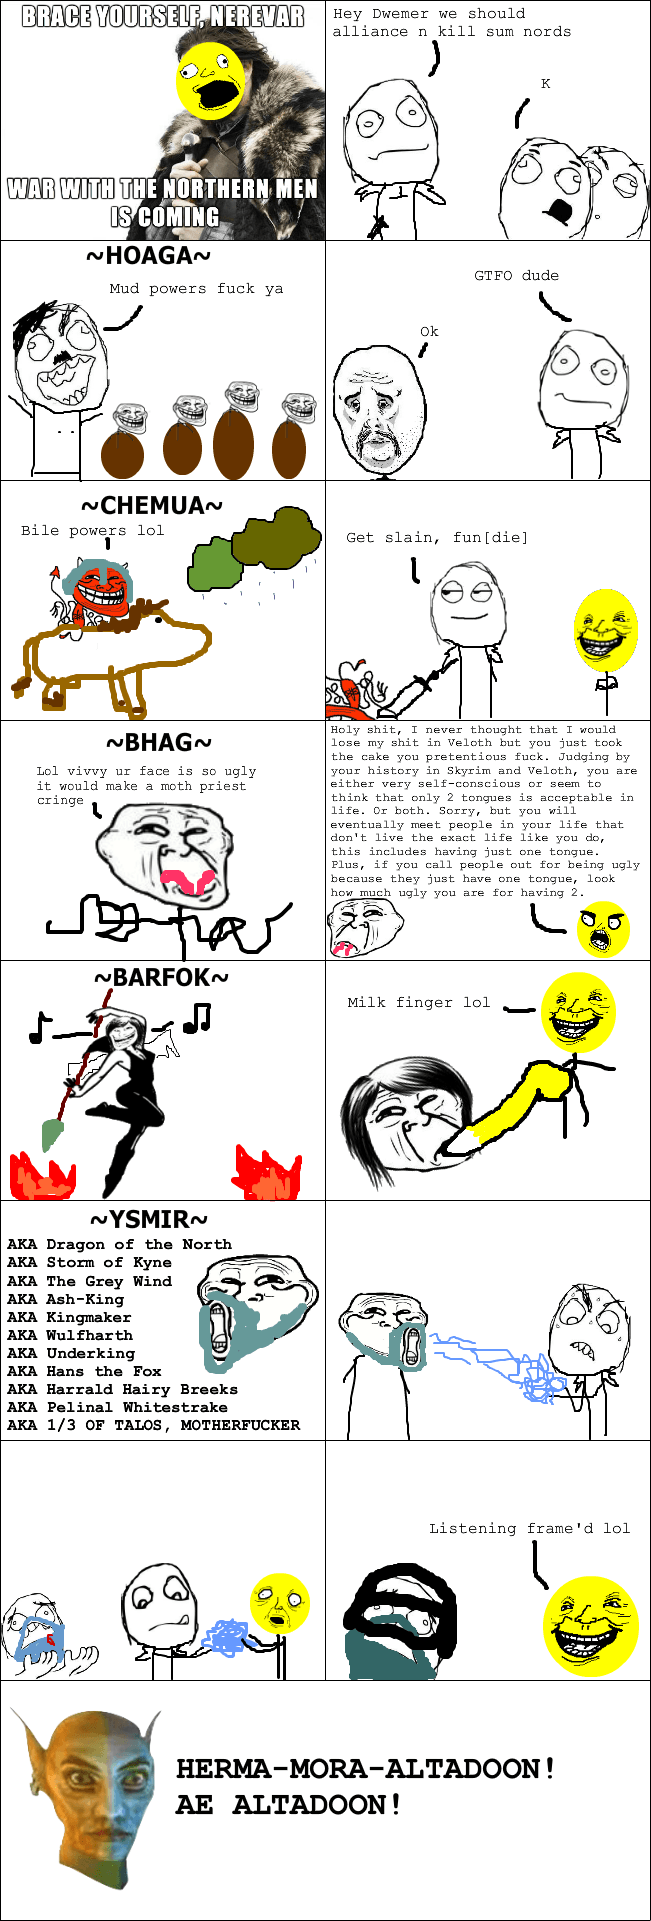 BRACE YOURSELF, NEREVAR
WAR WITH THE NORTHERN MEN
IS COMING
Hey Dwemer we should
alliance n kill sum nords
K
~HOAGA~
Mud powers fuck ya
GTFO dude
Ok
~CHEMUA~
Bile powers lol
Get slain, fun[die]
~BHAG~
Lol vivvy ur face is so ugly
it would make a moth priest
cringe
Holy shit, I never thought that I would
lose my shit in Veloth but you just took
the cake you pretentious fuck. Judging by
your history in Skyrim and Veloth, you are
either very self-conscious or seem to
think that only 2 tongues is acceptable in
life. Or both. Sorry, but you will
eventually meet people in your life that
don't live the exact life like you do,
this includes having just one tongue.
Plus, if you call people out for being ugly
because they just have one tongue, look
how much ugly you are for having 2.
~BARFOK~
Milk finger lol
~YSMIR~
AKA Dragon of the North
AKA Storm of Kyne
AKA The Grey Wind
AKA Ash-King
AKA Kingmaker
AKA Wulfharth
AKA Underking
AKA Hans the Fox
AKA Harrald Hairy Breeks
AKA Pelinal Whitestrake
AKA 1/3 OF TALOS, MOTHERFUCKER
Listening frame'd lol
HERMA-MORA-ALTADOON!
AE ALTADOON!